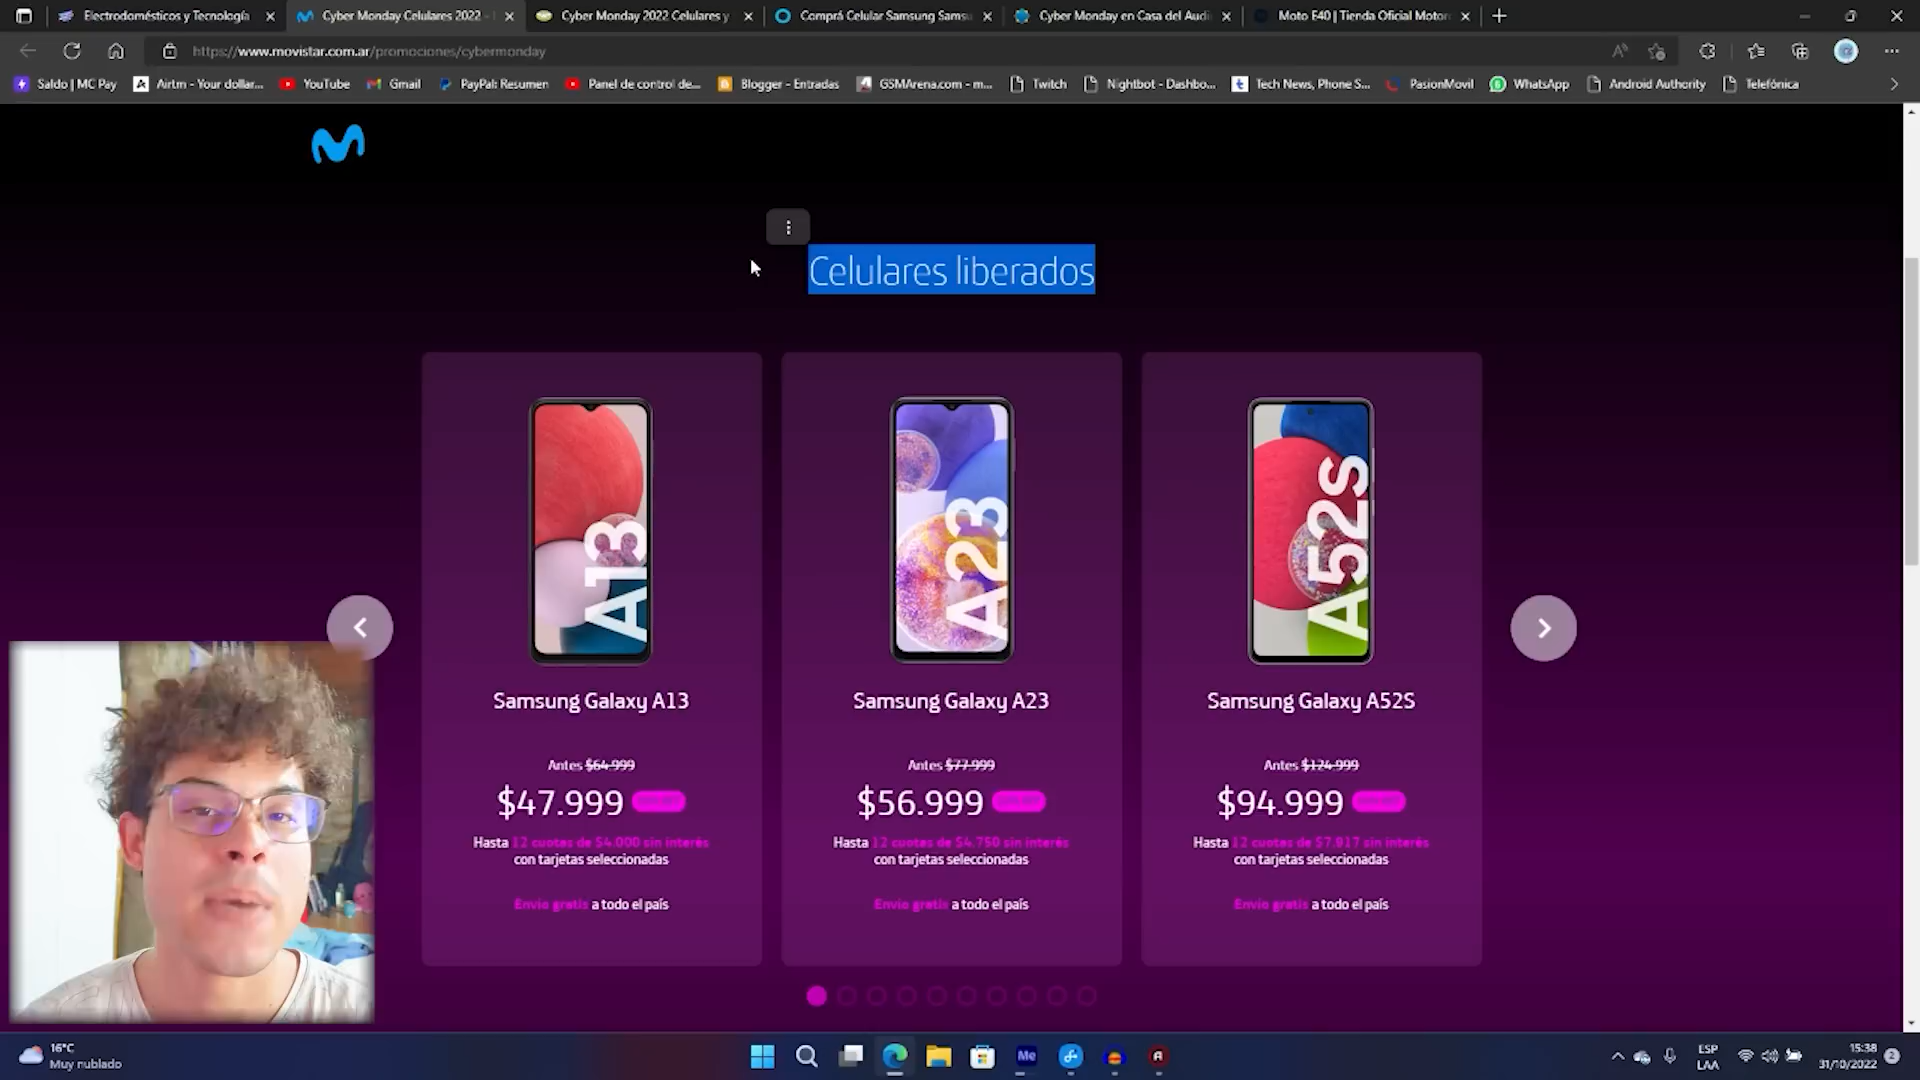 Electrodomésticos y Tecnología
Cyber Monday Celulares 2022 -
Cyber Monday 2022 Celulares y
Comprá Celular Samsung Samsu
Cyber Monday en Casa del Audi
Moto E40 | Tienda Oficial Motor
https://www.movistar.com.ar/promociones/cybermonday
Saldo | MC Pay
Airtm - Your dollar...
YouTube
Gmail
PayPal: Resumen
Panel de control de...
Blogger - Entradas
GSMArena.com - m...
Twitch
Nightbot - Dashbo...
Tech News, Phone S...
PasionMovil
WhatsApp
Android Authority
Telefónica
Celulares liberados
A13
A23
A52S
Samsung Galaxy A13
Antes $64.999
$47.999
Hasta 12 cuotas de $4.000 sin interés
con tarjetas seleccionadas
Envío gratis a todo el país
Samsung Galaxy A23
Antes $77.999
$56.999
Hasta 12 cuotas de $4.750 sin interés
con tarjetas seleccionadas
Envío gratis a todo el país
Samsung Galaxy A52S
Antes $124.999
$94.999
Hasta 12 cuotas de $7.917 sin interés
con tarjetas seleccionadas
Envío gratis a todo el país
16°C
Muy nublado
Me
ESP
LAA
15:38
31/10/2022
2